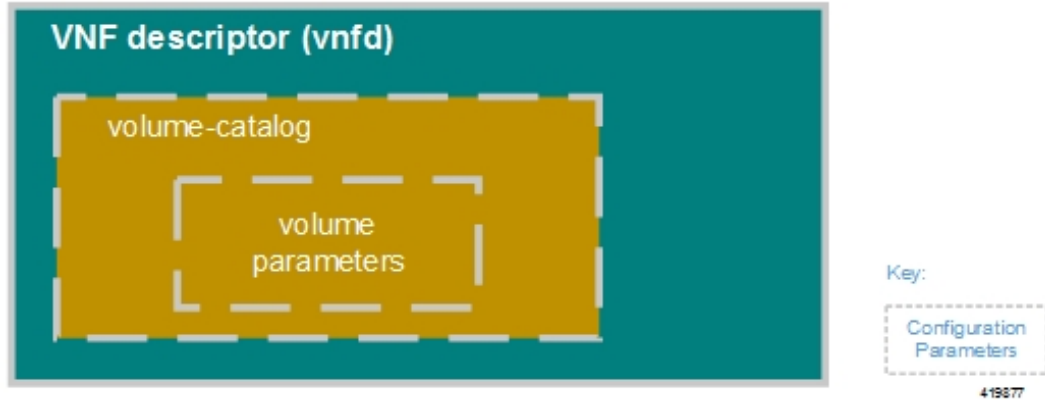 VNF descriptor (vnfd)
volume-catalog
volume
parameters
Key:
Configuration
Parameters
419877